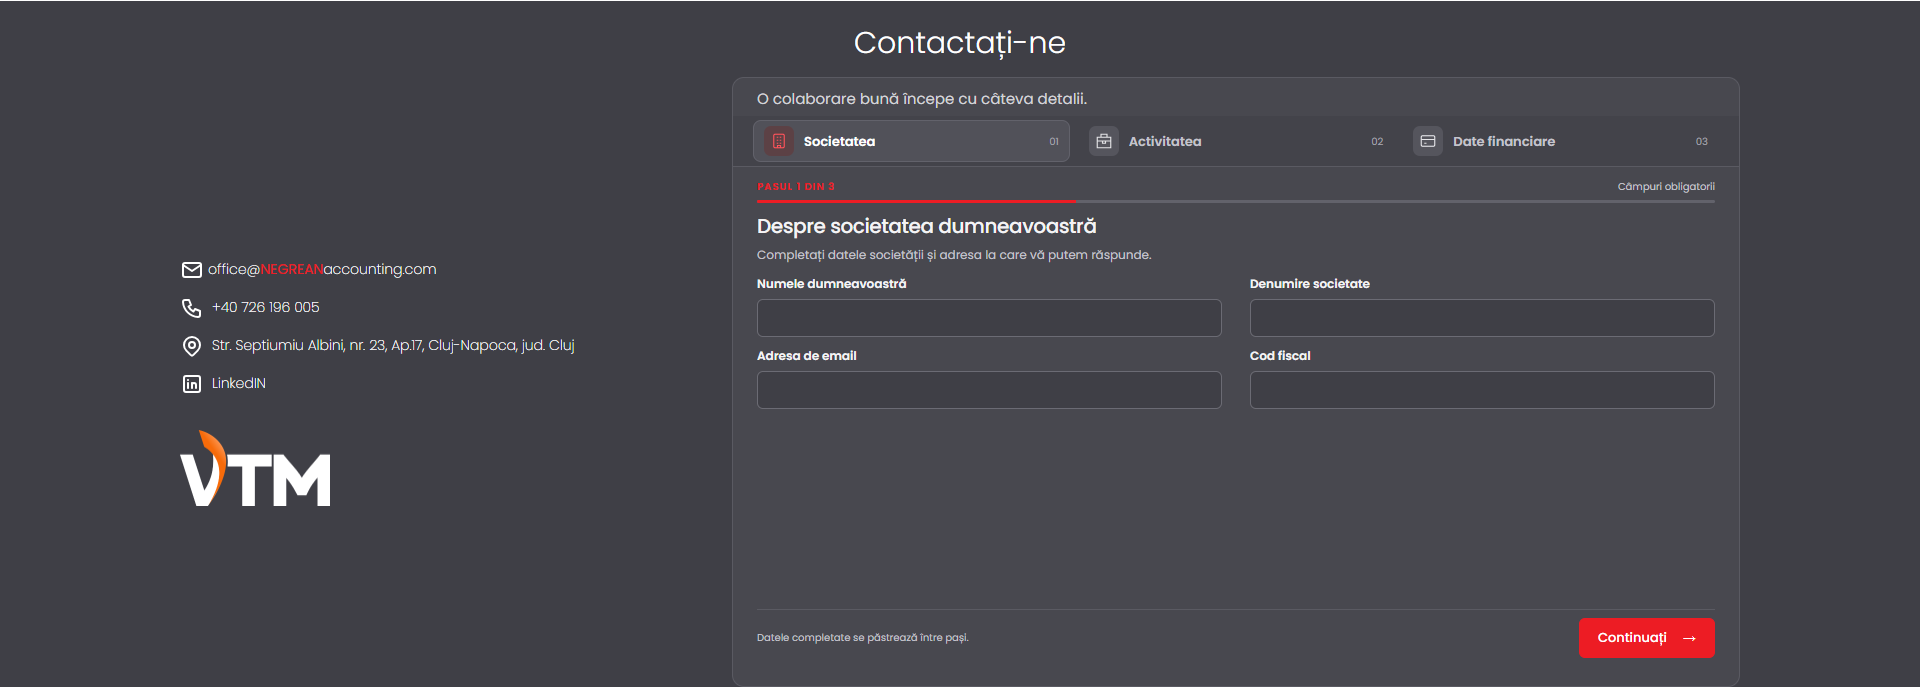 Contactați-ne
office@NEGREANaccounting.com
+40 726 196 005
Str. Septiumiu Albini, nr. 23, Ap.17, Cluj-Napoca, jud. Cluj
LinkedIN
VTM
O colaborare bună începe cu câteva detalii.
Societatea 01 Activitatea 02 Date financiare 03
PASUL 1 DIN 3 Câmpuri obligatorii
Despre societatea dumneavoastră
Completați datele societății și adresa la care vă putem răspunde.
Numele dumneavoastră Denumire societate
Adresa de email Cod fiscal
Datele completate se păstrează între pași. Continuați →